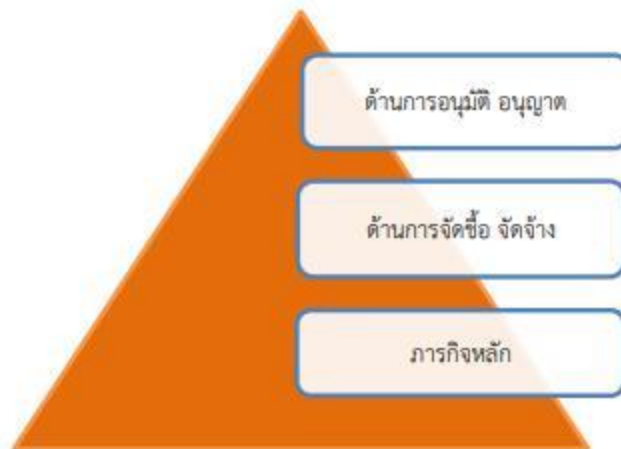 ด้านการอนุมัติ อนุญาต
ด้านการจัดซื้อ จัดจ้าง
ภารกิจหลัก